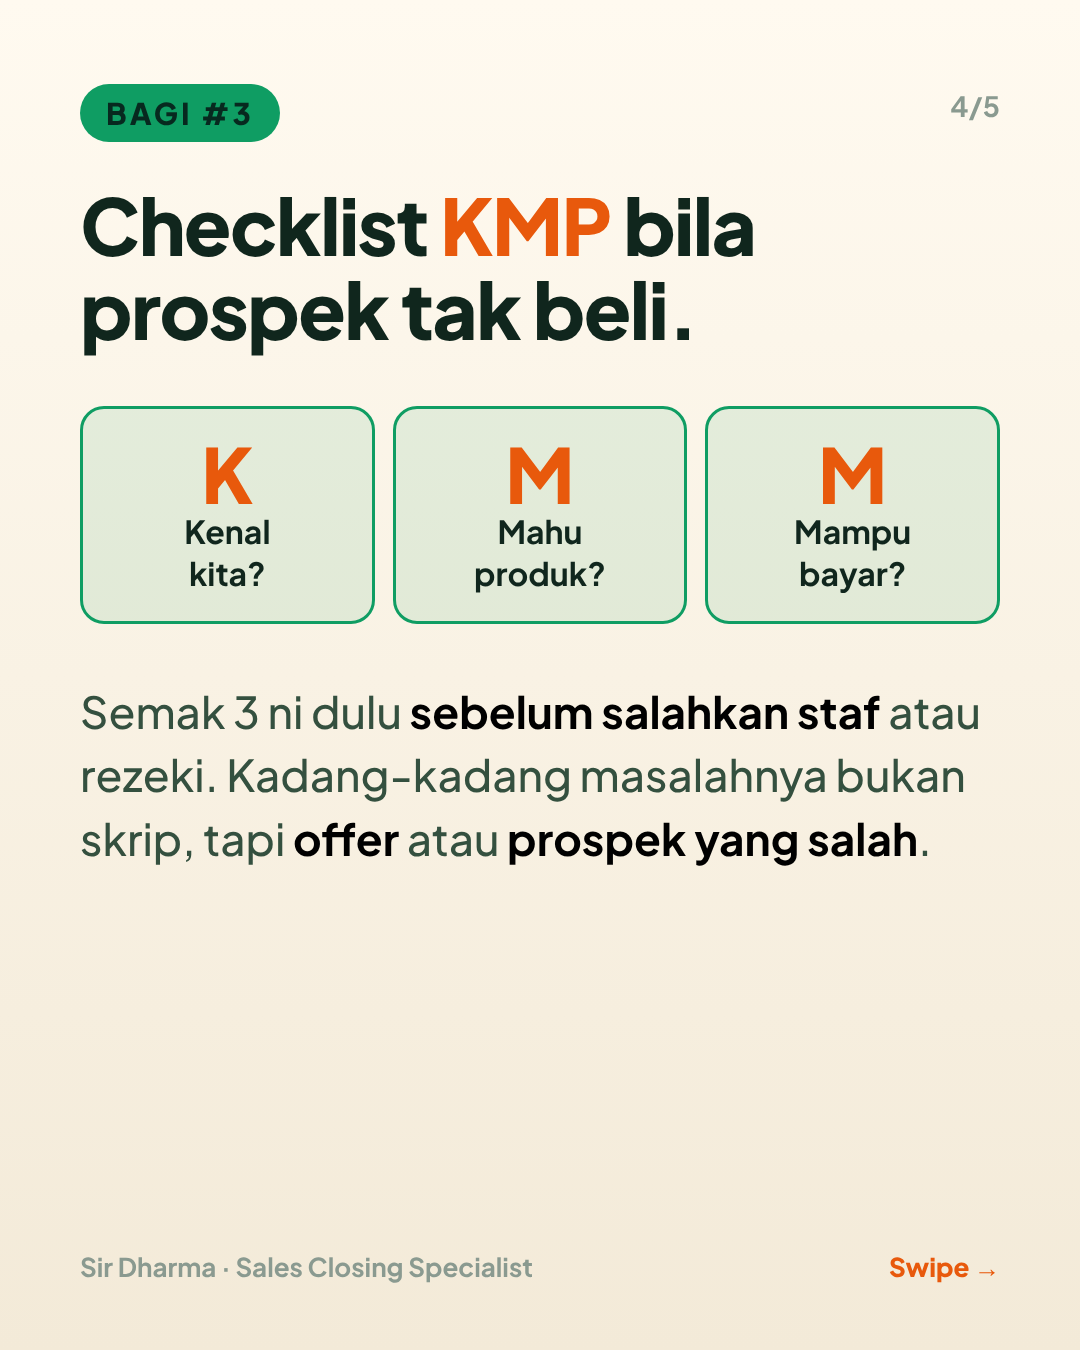 BAGI #3
4/5
Checklist KMP bila
prospek tak beli.
K
Kenal
kita?
M
Mahu
produk?
M
Mampu
bayar?
Semak 3 ni dulu sebelum salahkan staf atau
rezeki. Kadang-kadang masalahnya bukan
skrip, tapi offer atau prospek yang salah.
Sir Dharma · Sales Closing Specialist
Swipe →